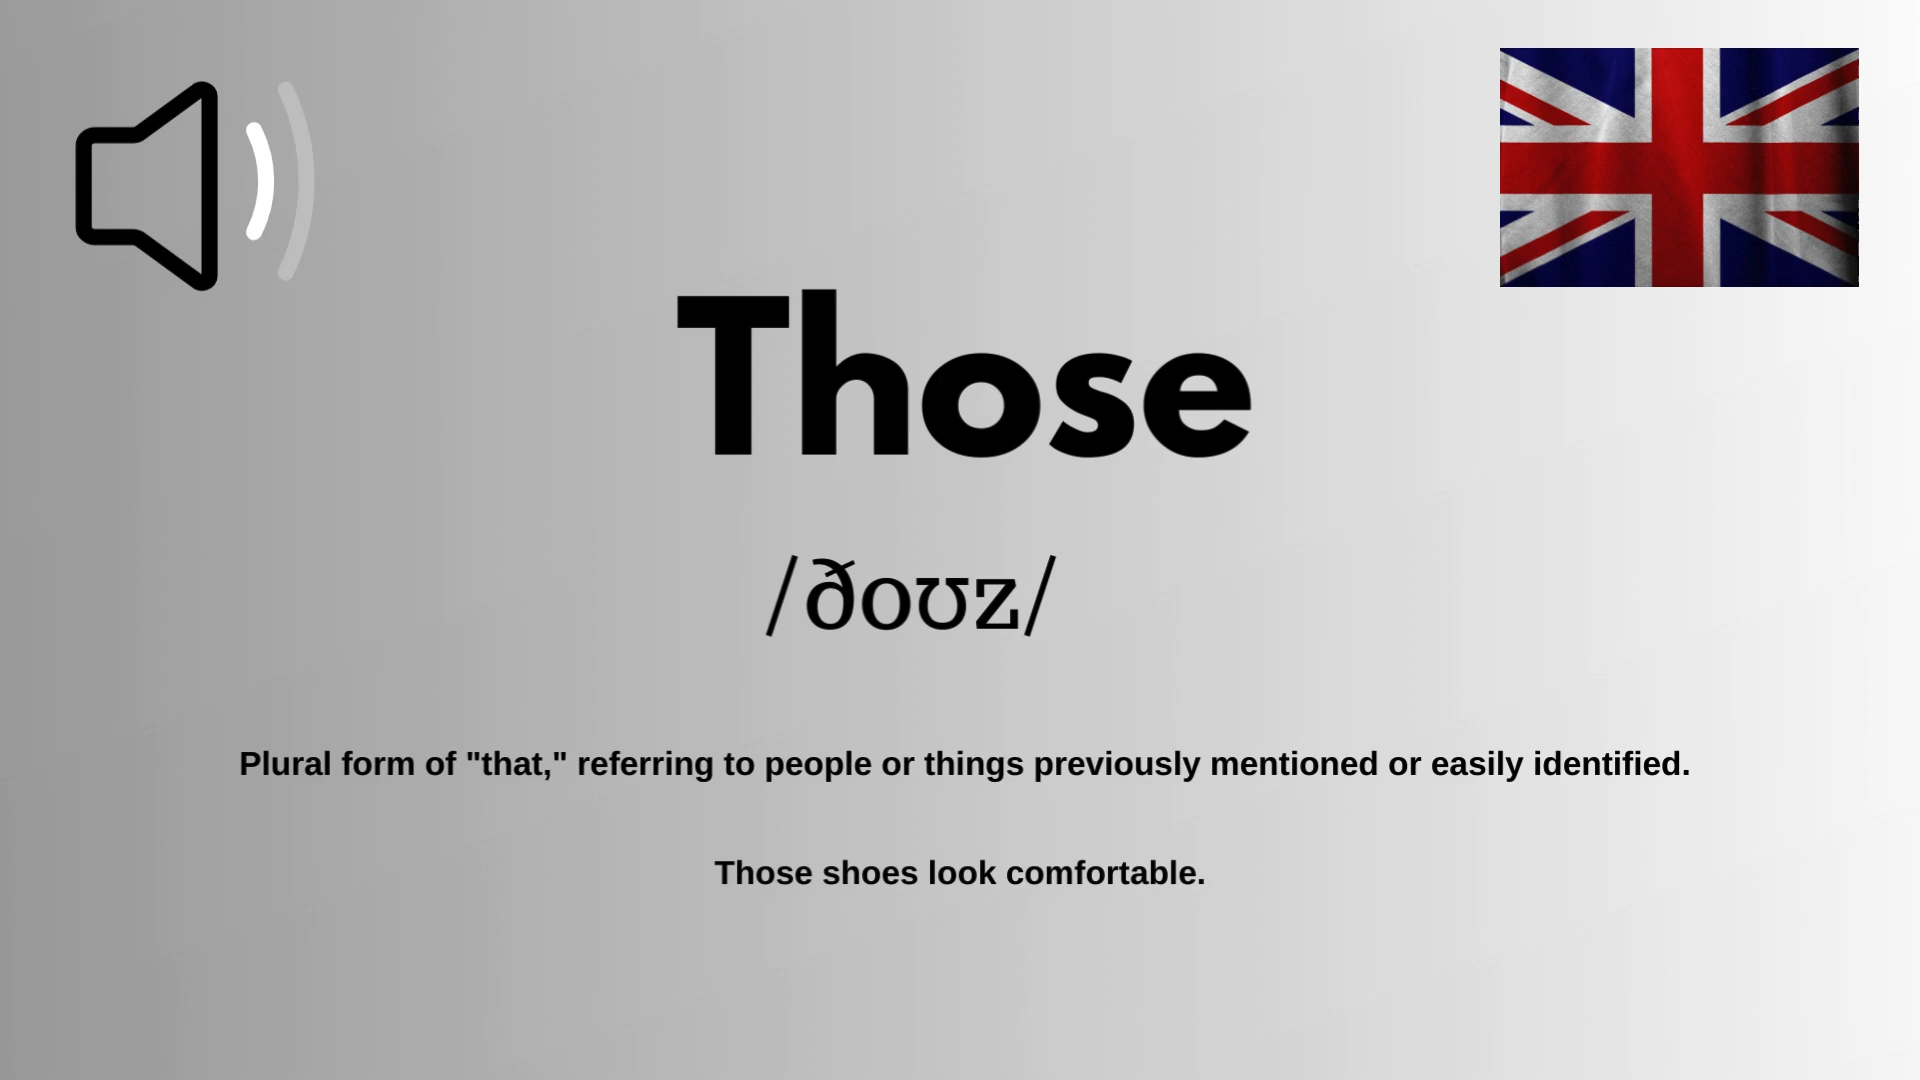 Those
/ðoʊz/
Plural form of "that," referring to people or things previously mentioned or easily identified.
Those shoes look comfortable.